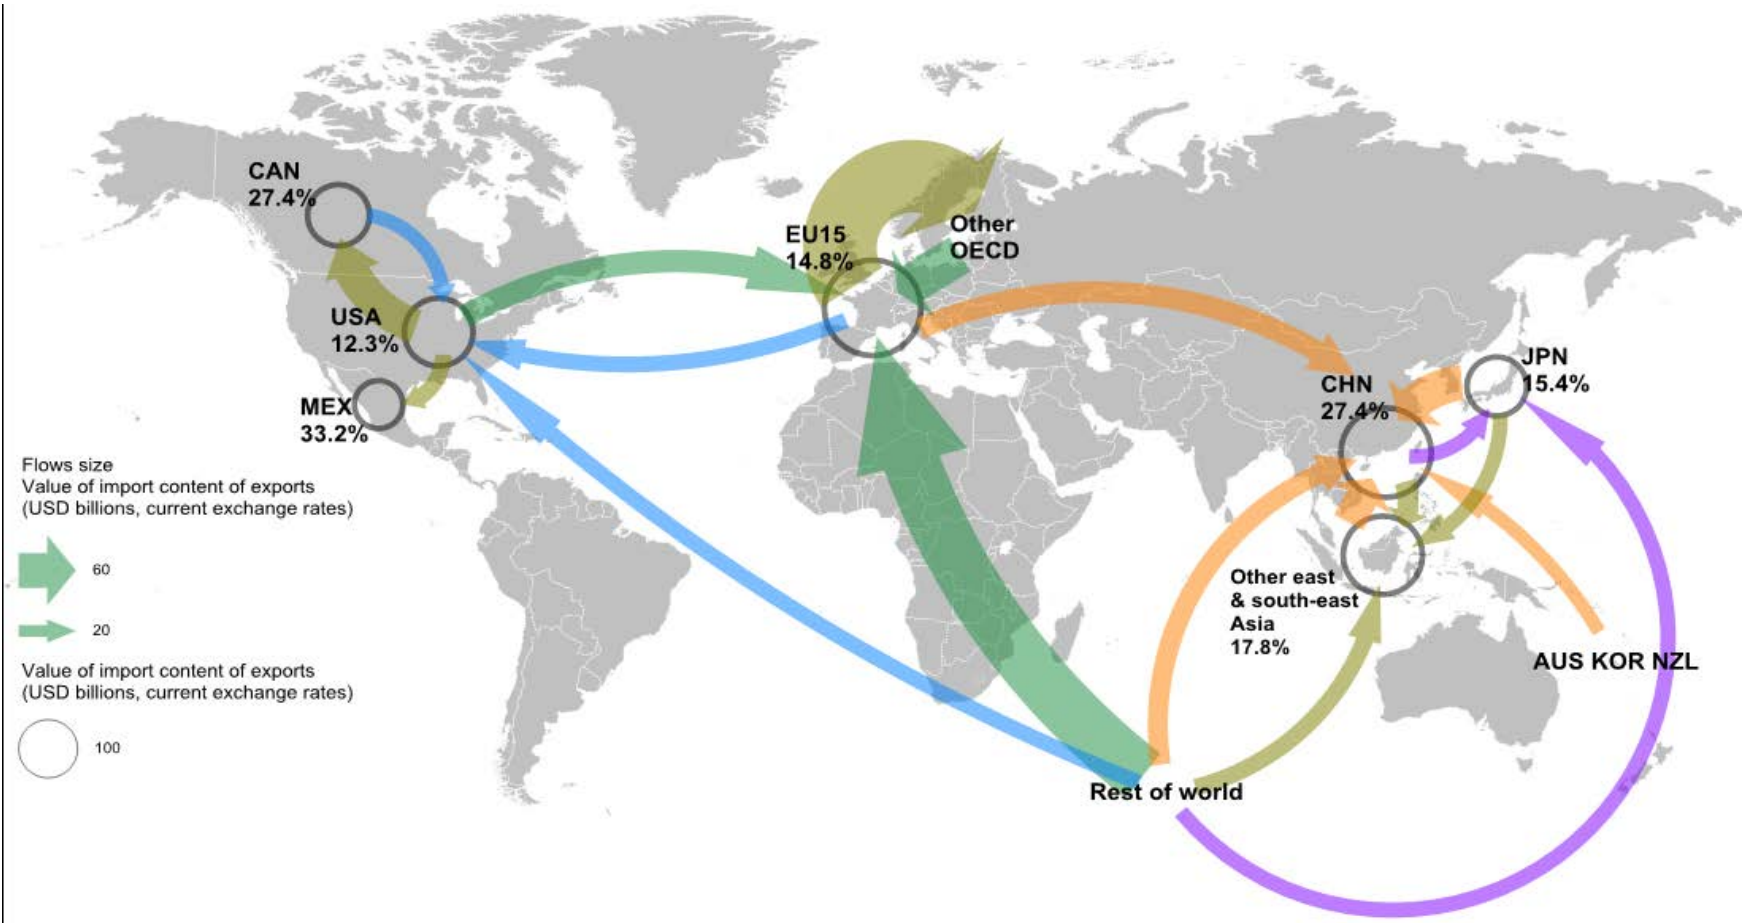 CAN
27.4%
USA
12.3%
MEX
33.2%
EU15
14.8%
Other
OECD
CHN
27.4%
JPN
15.4%
Other east
& south-east
Asia
17.8%
AUS KOR NZL
Rest of world
Flows size
Value of import content of exports
(USD billions, current exchange rates)
60
20
Value of import content of exports
(USD billions, current exchange rates)
100